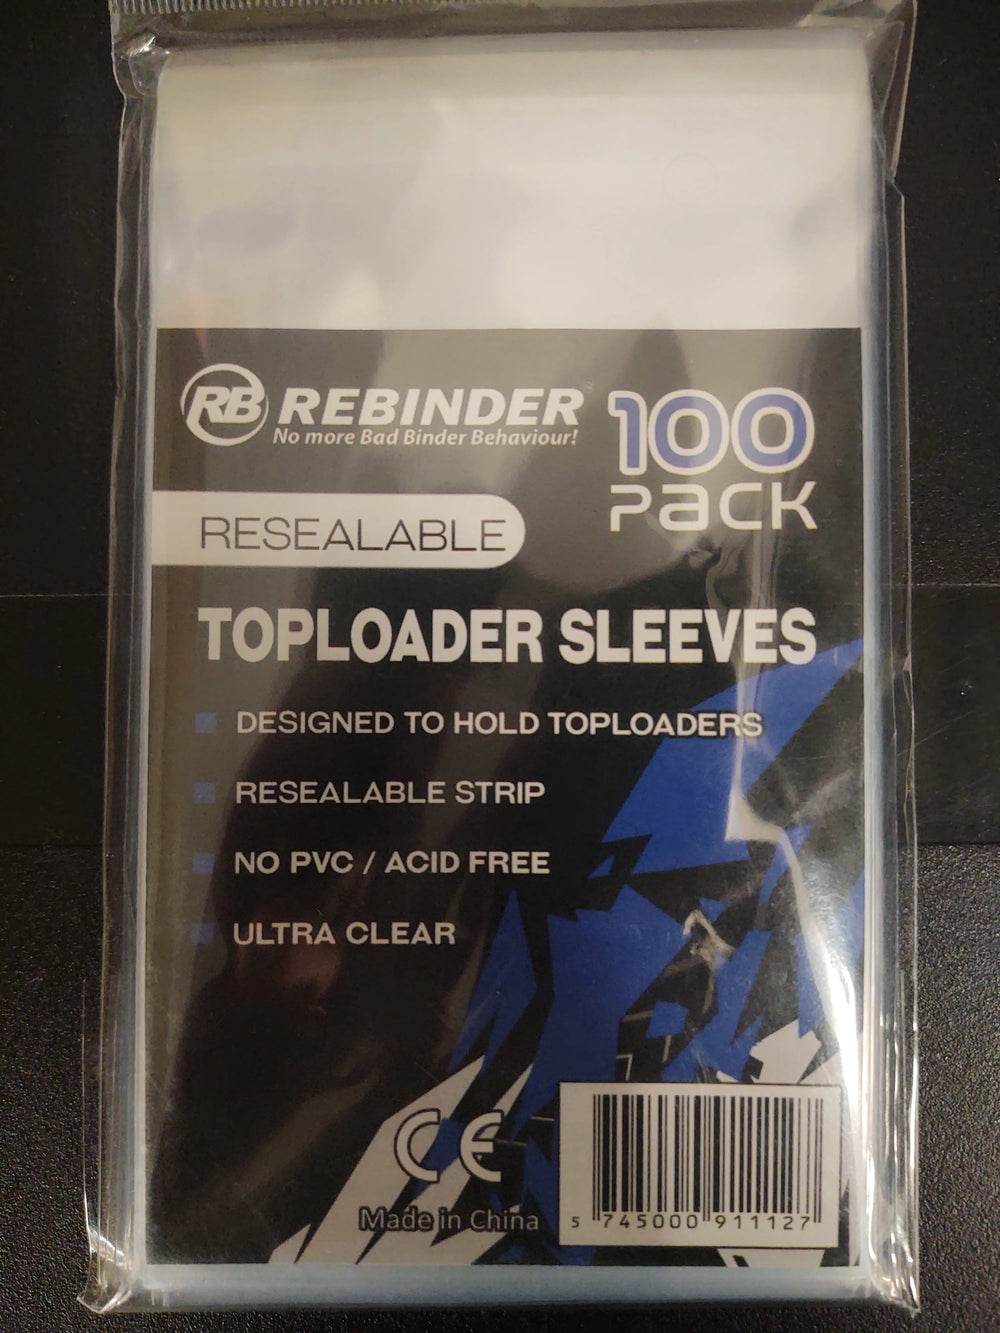 RB REBINDER®
No more Bad Binder Behaviour!
100
PACK
RESEALABLE
TOPLOADER SLEEVES
DESIGNED TO HOLD TOPLOADERS
RESEALABLE STRIP
NO PVC / ACID FREE
ULTRA CLEAR
CE
Made in China
5 745000 911127